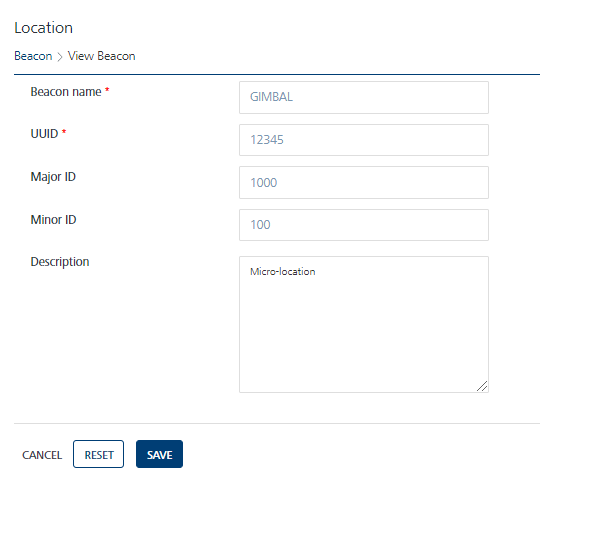 Location
Beacon > View Beacon
Beacon name * GIMBAL
UUID * 12345
Major ID 1000
Minor ID 100
Description Micro-location
CANCEL RESET SAVE